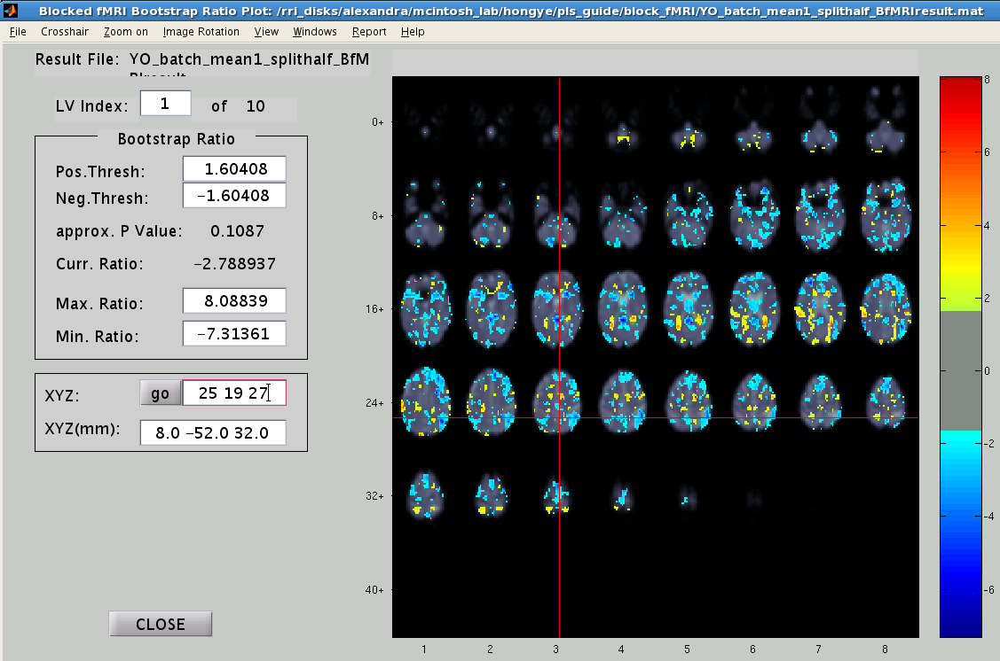 Blocked fMRI Bootstrap Ratio Plot: /rri_disks/alexandra/mcintosh_lab/hongye/pls_guide/block_fMRI/YO_batch_mean1_splithalf_BfMRIresult.mat
File Crosshair Zoom on Image Rotation View Windows Report Help
Result File: YO_batch_mean1_splithalf_BfM
RIresult
LV Index: 1 of 10
Bootstrap Ratio
Pos.Thresh: 1.60408
Neg.Thresh: −1.60408
approx. P Value: 0.1087
Curr. Ratio: −2.788937
Max. Ratio: 8.08839
Min. Ratio: −7.31361
XYZ: go 25 19 27
XYZ(mm): 8.0 −52.0 32.0
CLOSE
0+
8+
16+
24+
32+
40+
1 2 3 4 5 6 7 8
8
6
4
2
0
−2
−4
−6